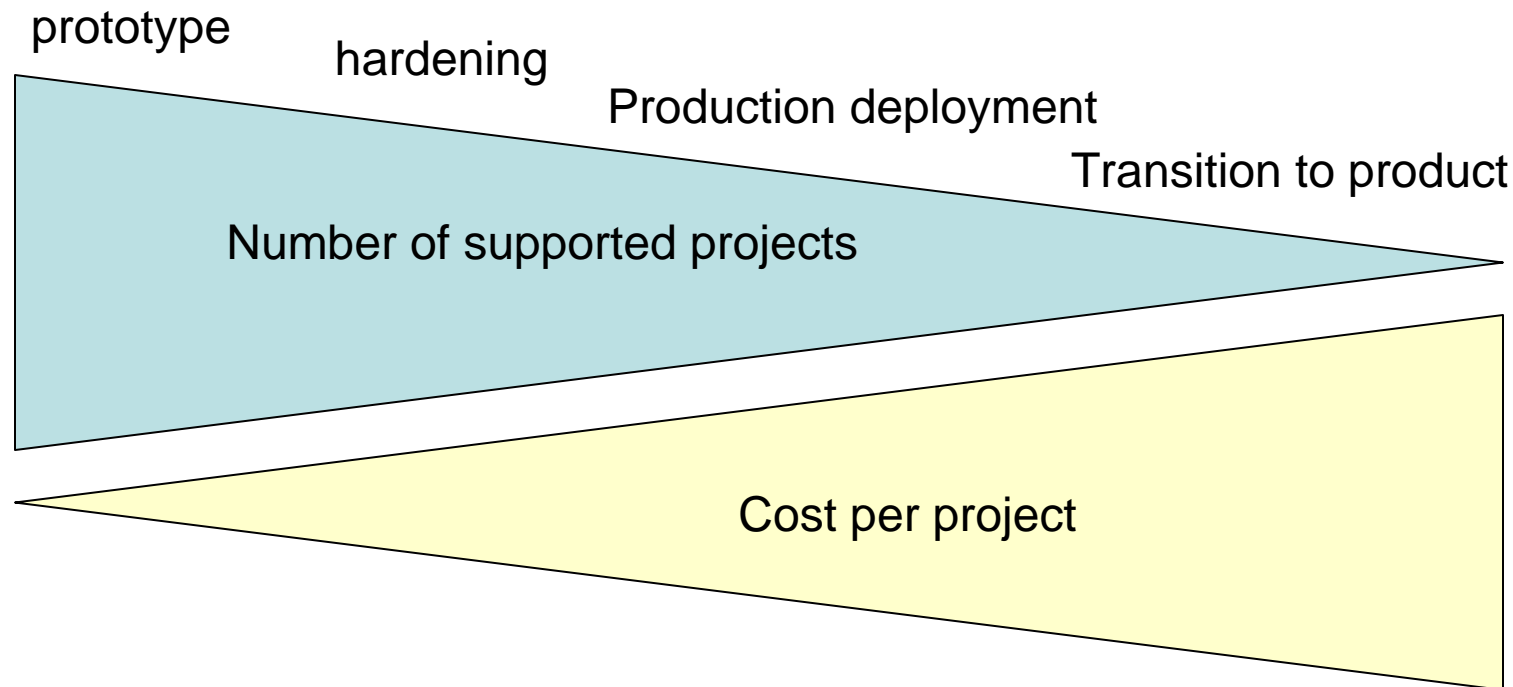 prototype
hardening
Production deployment
Transition to product
Number of supported projects
Cost per project